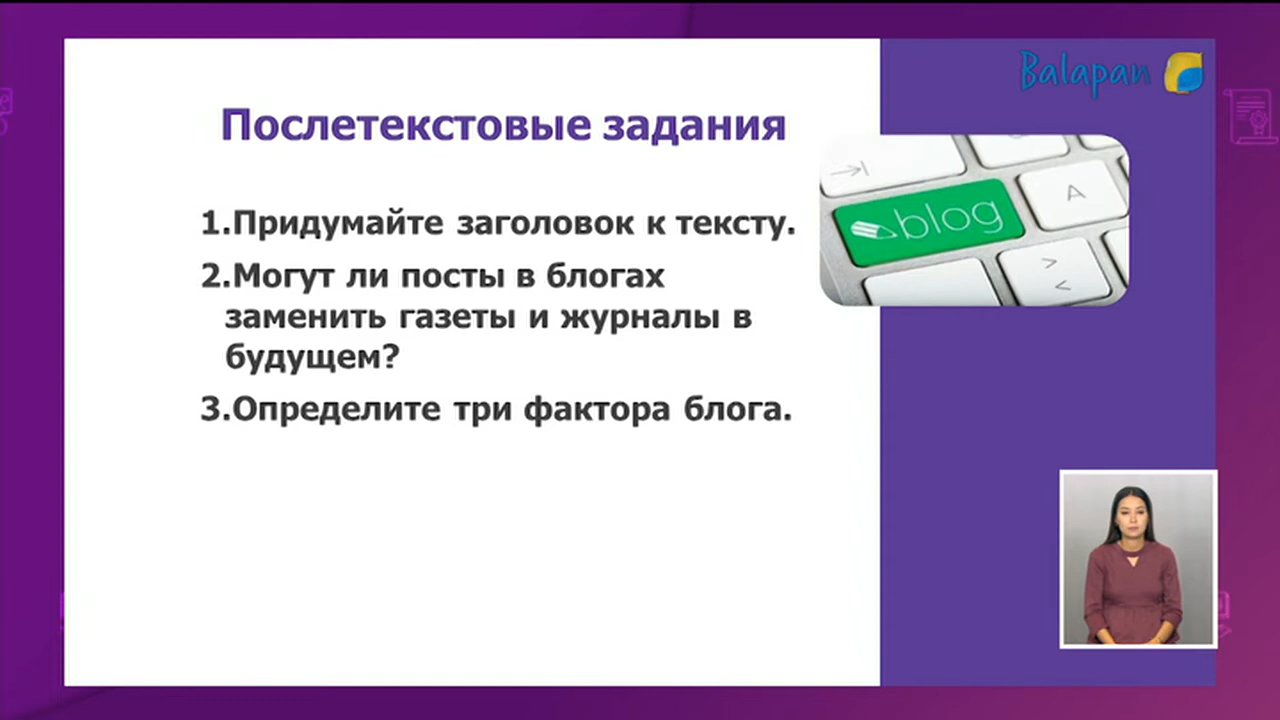 Balapan
Послетекстовые задания
blog
A
1.Придумайте заголовок к тексту.
2.Могут ли посты в блогах
заменить газеты и журналы в
будущем?
3.Определите три фактора блога.